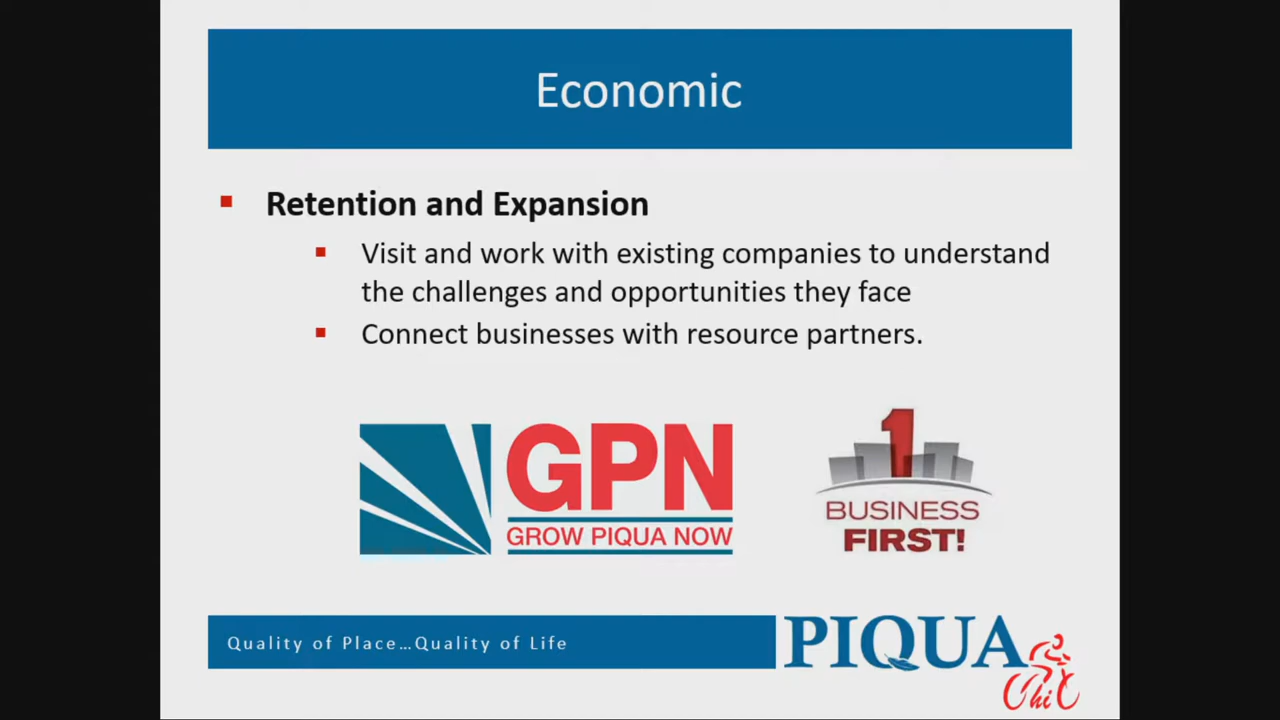 Economic
Retention and Expansion
Visit and work with existing companies to understand
the challenges and opportunities they face
Connect businesses with resource partners.
GPN
GROW PIQUA NOW
1
BUSINESS
FIRST!
Quality of Place…Quality of Life
PIQUA
OhiO